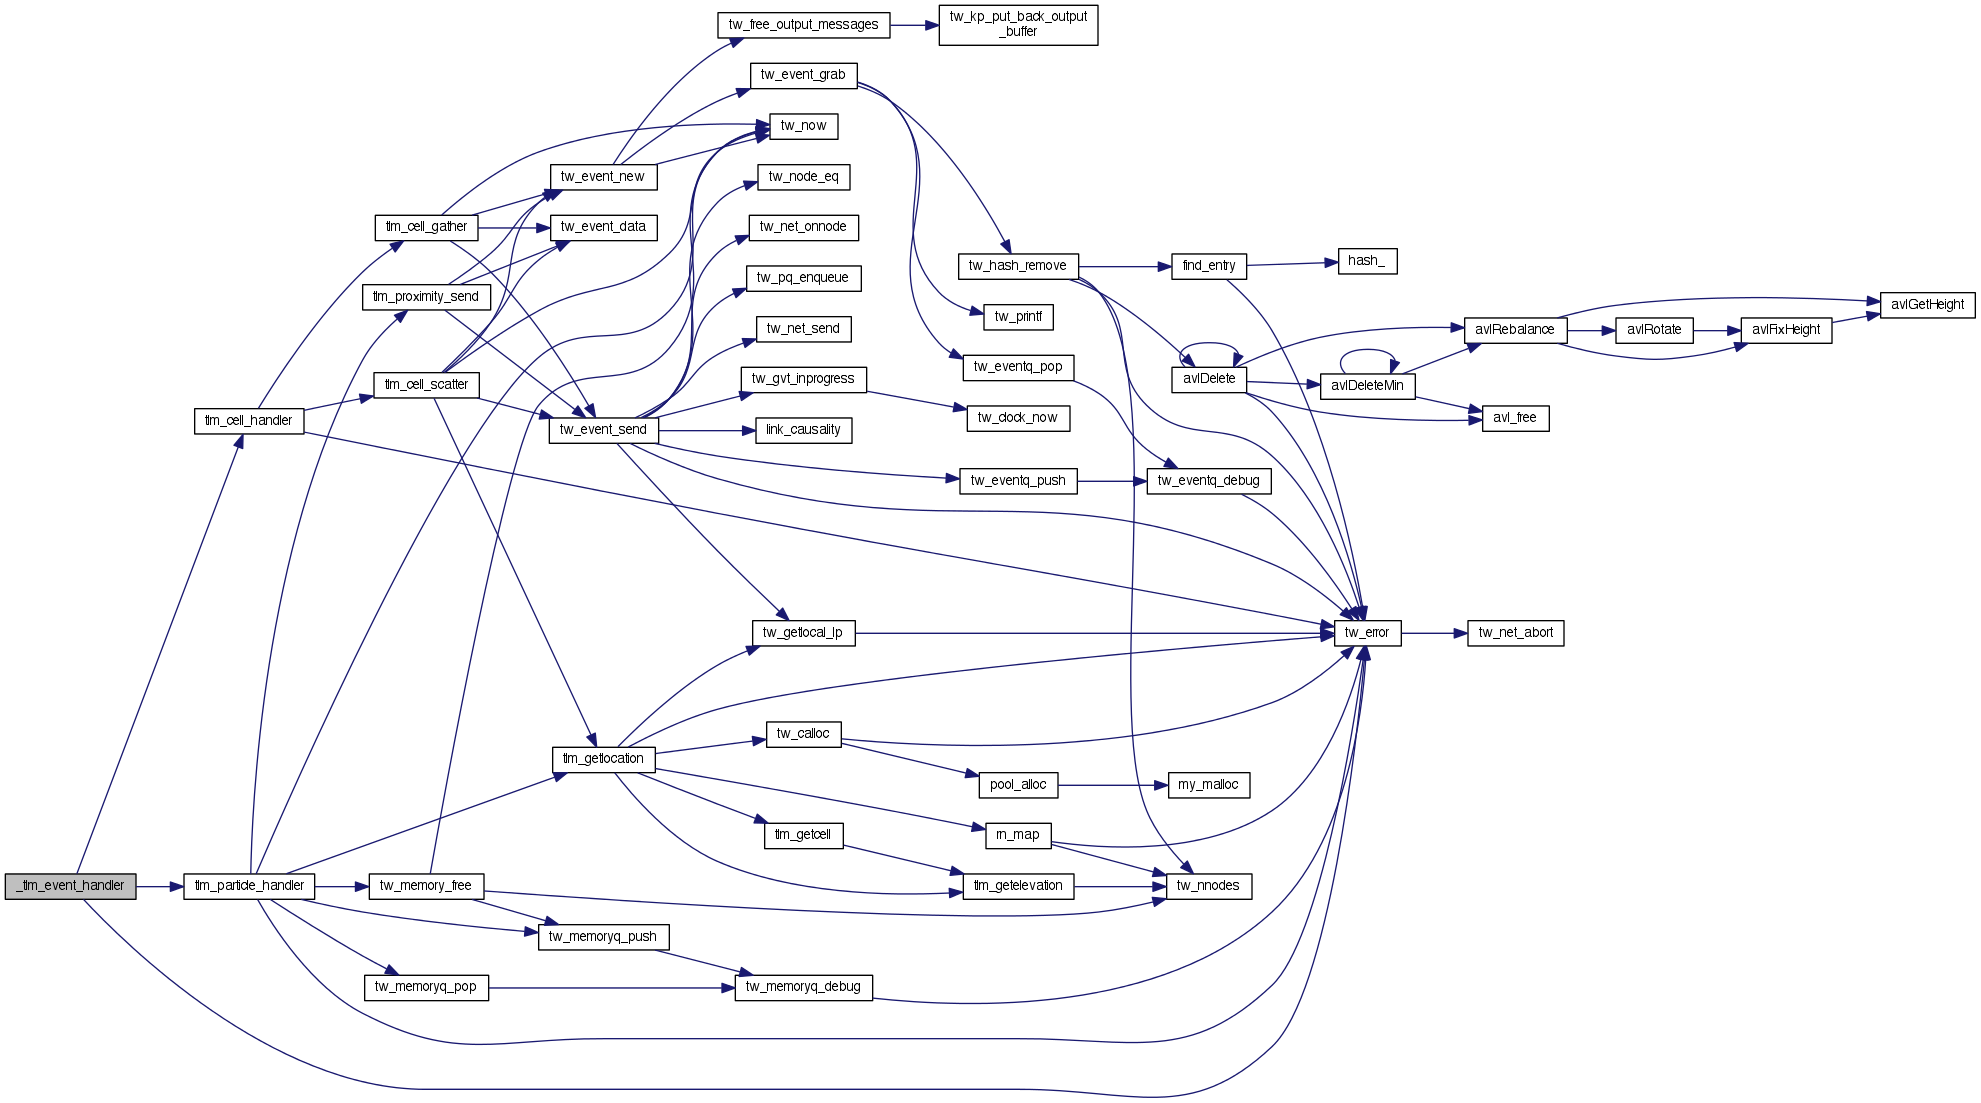 tw_free_output_messages
tw_kp_put_back_output
_buffer
tw_event_grab
tw_now
tw_event_new
tw_node_eq
tlm_cell_gather
tw_event_data
tw_net_onnode
tw_hash_remove
find_entry
hash_
tw_pq_enqueue
tlm_proximity_send
avlGetHeight
tw_printf
tw_net_send
avlRebalance
avlRotate
avlFixHeight
tw_eventq_pop
tw_gvt_inprogress
avlDelete
tlm_cell_scatter
avlDeleteMin
tlm_cell_handler
tw_clock_now
avl_free
tw_event_send
link_causality
tw_eventq_push
tw_eventq_debug
tw_getlocal_lp
tw_error
tw_net_abort
tw_calloc
tlm_getlocation
pool_alloc
my_malloc
tlm_getcell
rn_map
_tlm_event_handler
tlm_particle_handler
tw_memory_free
tlm_getelevation
tw_nnodes
tw_memoryq_push
tw_memoryq_pop
tw_memoryq_debug